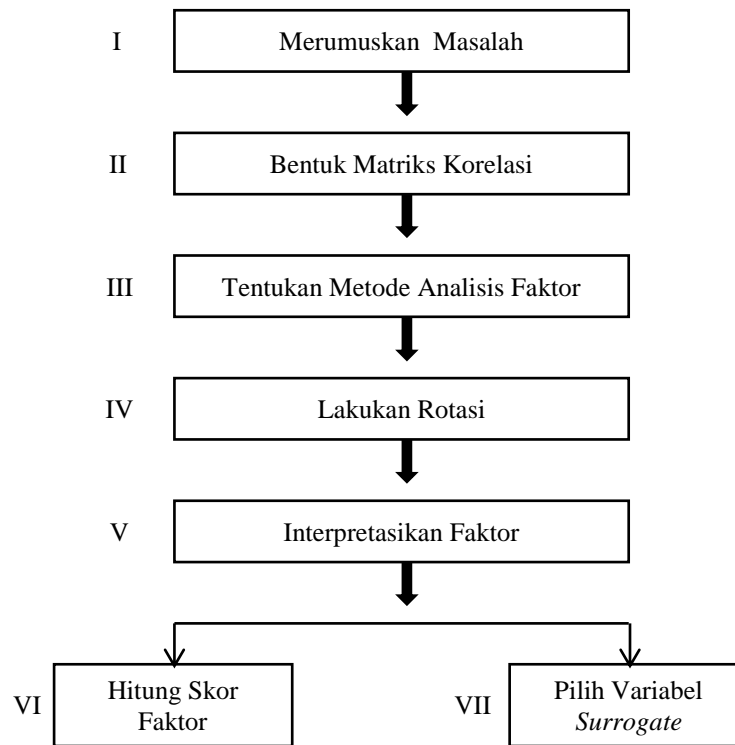 I Merumuskan Masalah
II Bentuk Matriks Korelasi
III Tentukan Metode Analisis Faktor
IV Lakukan Rotasi
V Interpretasikan Faktor
VI Hitung Skor
Faktor
VII Pilih Variabel
Surrogate